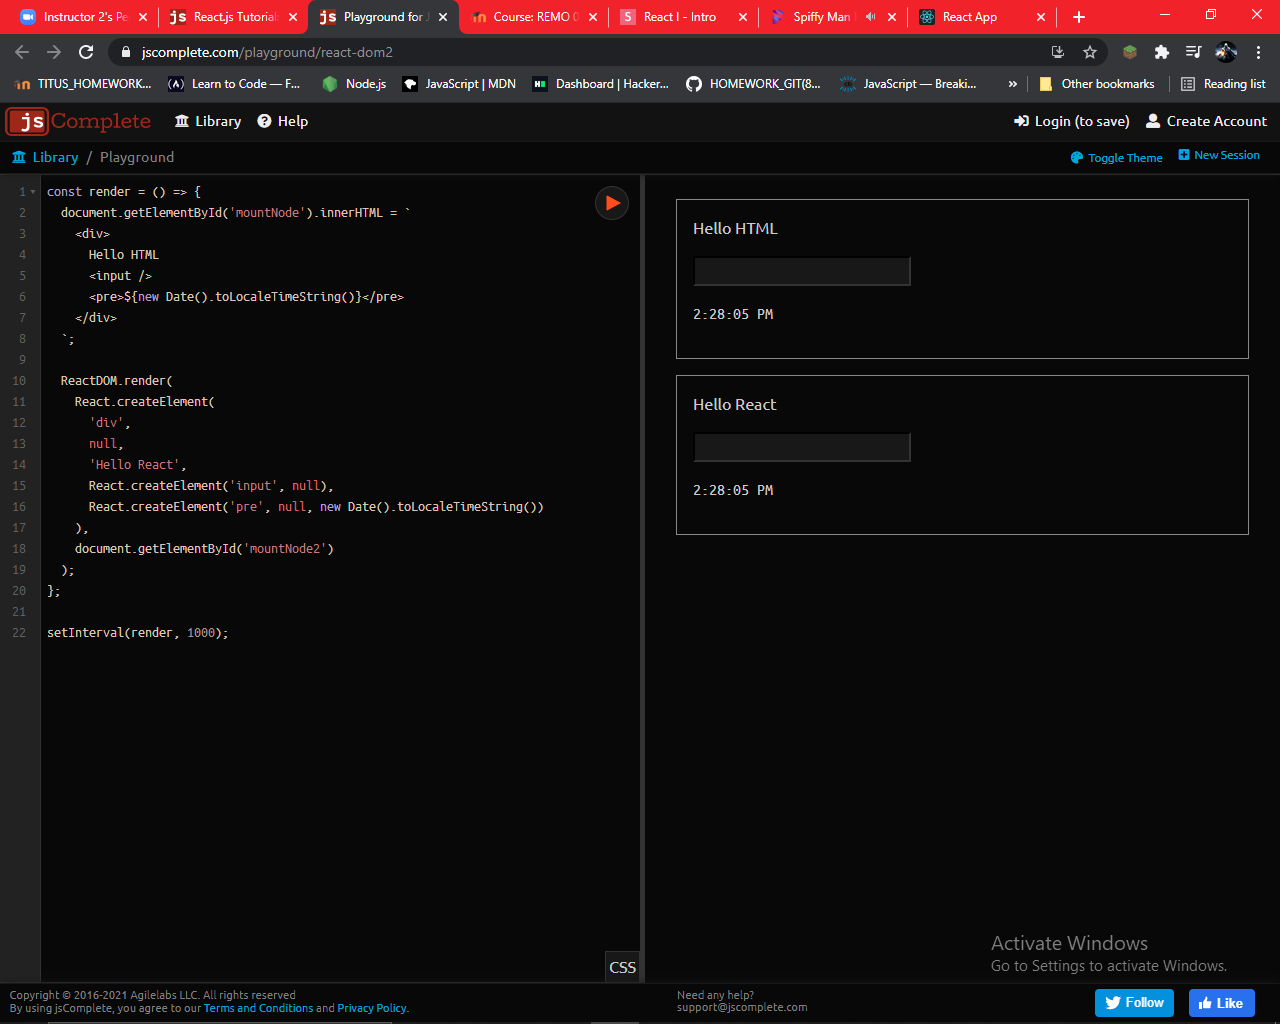 Instructor 2's Pe
React.js Tutorial
Playground for J
Course: REMO 0
React I - Intro
Spiffy Man
React App
jscomplete.com/playground/react-dom2
TITUS_HOMEWORK...
Learn to Code — F...
Node.js
JavaScript | MDN
Dashboard | Hacker...
HOMEWORK_GIT(8...
JavaScript — Breaki...
»
Other bookmarks
Reading list
jsComplete
Library
Help
Login (to save)
Create Account
Library / Playground
Toggle Theme
New Session
1 const render = () => {
2 document.getElementById('mountNode').innerHTML = `
3 <div>
4 Hello HTML
5 <input />
6 <pre>${new Date().toLocaleTimeString()}</pre>
7 </div>
8 `;
9
10 ReactDOM.render(
11 React.createElement(
12 'div',
13 null,
14 'Hello React',
15 React.createElement('input', null),
16 React.createElement('pre', null, new Date().toLocaleTimeString())
17 ),
18 document.getElementById('mountNode2')
19 );
20 };
21
22 setInterval(render, 1000);
CSS
Hello HTML
2:28:05 PM
Hello React
2:28:05 PM
Activate Windows
Go to Settings to activate Windows.
Copyright © 2016-2021 Agilelabs LLC. All rights reserved
By using jsComplete, you agree to our Terms and Conditions and Privacy Policy.
Need any help?
support@jscomplete.com
Follow
Like